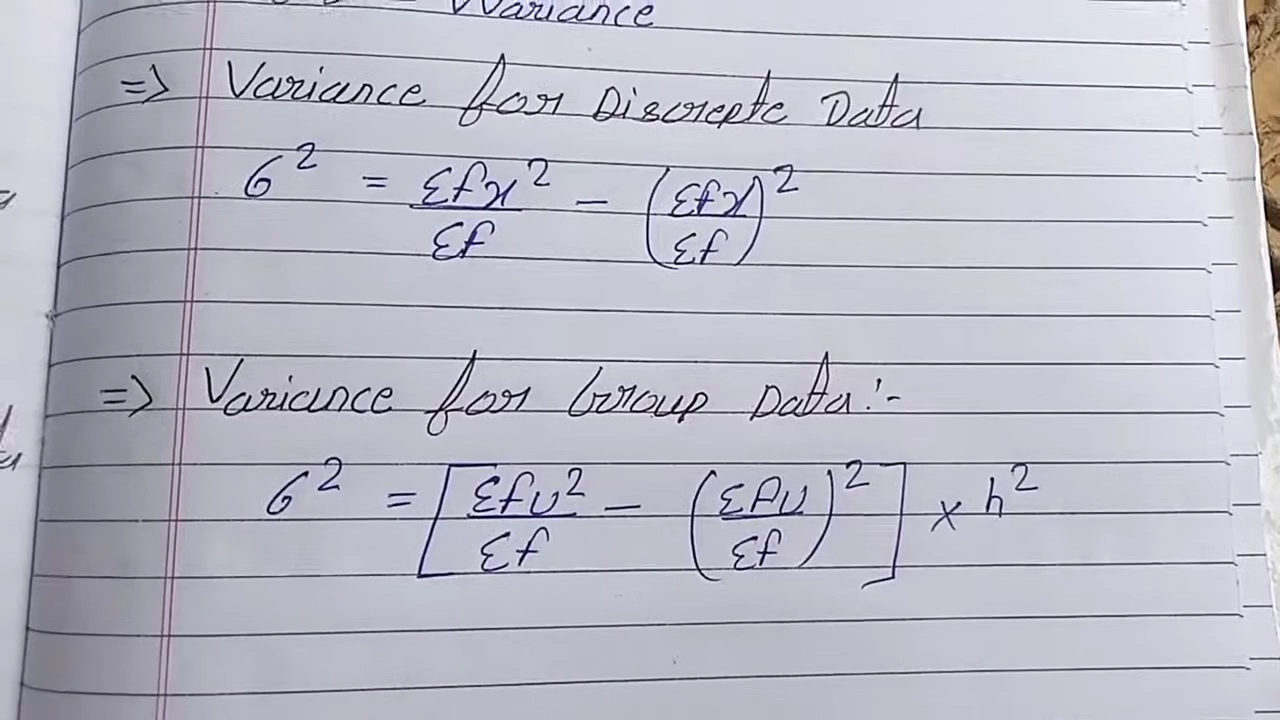 Variance
=> Variance for Discrepte Data
σ² = Σfx²/Σf - (Σfx/Σf)²
=> Variance for Group Data:-
σ² = [Σfu²/Σf - (Σfu/Σf)²] × h²